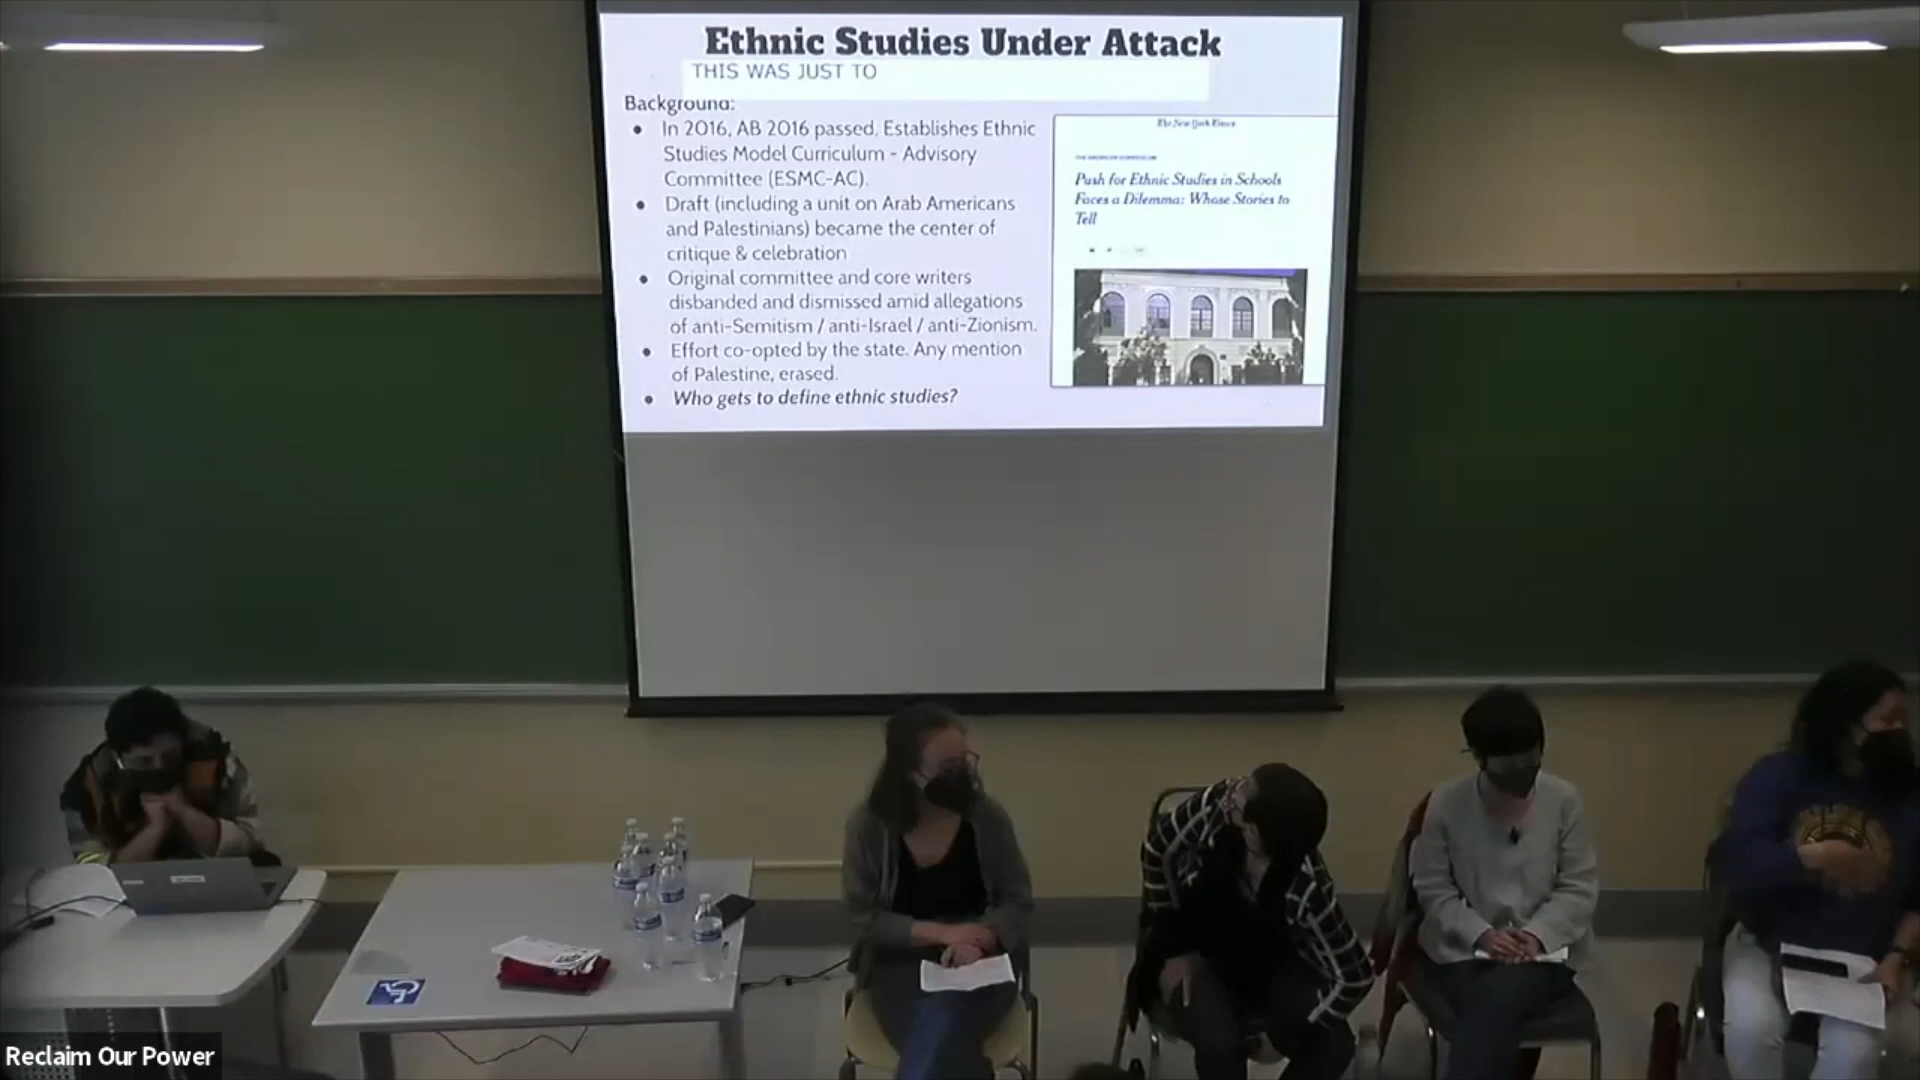 Ethnic Studies Under Attack
THIS WAS JUST TO
Background:
In 2016, AB 2016 passed. Establishes Ethnic
Studies Model Curriculum - Advisory
Committee (ESMC-AC).
Draft (including a unit on Arab Americans
and Palestinians) became the center of
critique & celebration
Original committee and core writers
disbanded and dismissed amid allegations
of anti-Semitism / anti-Israel / anti-Zionism.
Effort co-opted by the state. Any mention
of Palestine, erased.
Who gets to define ethnic studies?
The New York Times
Push for Ethnic Studies in Schools
Faces a Dilemma: Whose Stories to
Tell
Reclaim Our Power